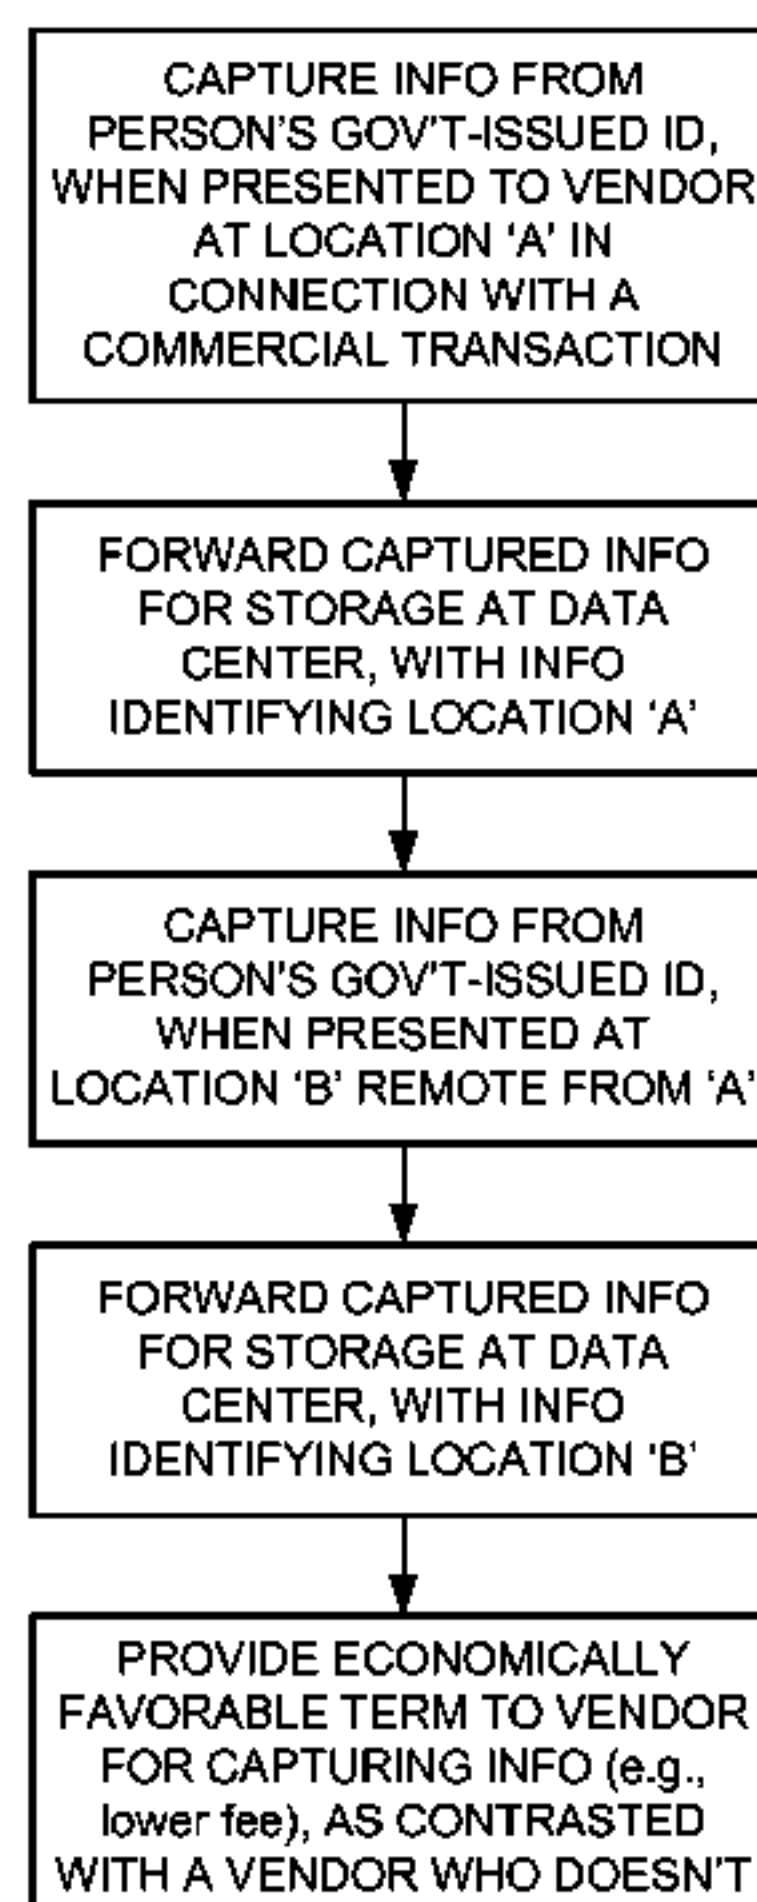 CAPTURE INFO FROM
PERSON'S GOV'T-ISSUED ID,
WHEN PRESENTED TO VENDOR
AT LOCATION ‘A’ IN
CONNECTION WITH A
COMMERCIAL TRANSACTION
FORWARD CAPTURED INFO
FOR STORAGE AT DATA
CENTER, WITH INFO
IDENTIFYING LOCATION ‘A’
CAPTURE INFO FROM
PERSON'S GOV'T-ISSUED ID,
WHEN PRESENTED AT
LOCATION ‘B’ REMOTE FROM ‘A’
FORWARD CAPTURED INFO
FOR STORAGE AT DATA
CENTER, WITH INFO
IDENTIFYING LOCATION ‘B’
PROVIDE ECONOMICALLY
FAVORABLE TERM TO VENDOR
FOR CAPTURING INFO (e.g.,
lower fee), AS CONTRASTED
WITH A VENDOR WHO DOESN'T